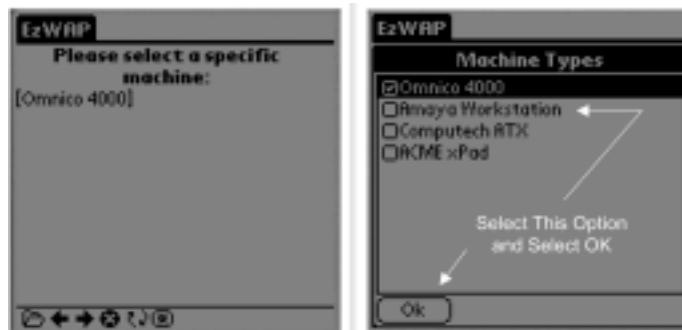 EzWAP
Please select a specific
machine:
[Omnico 4000]
EzWAP
Machine Types
Omnico 4000
Amaya Workstation
Computech ATX
ACME xPad
Select This Option
and Select OK
Ok